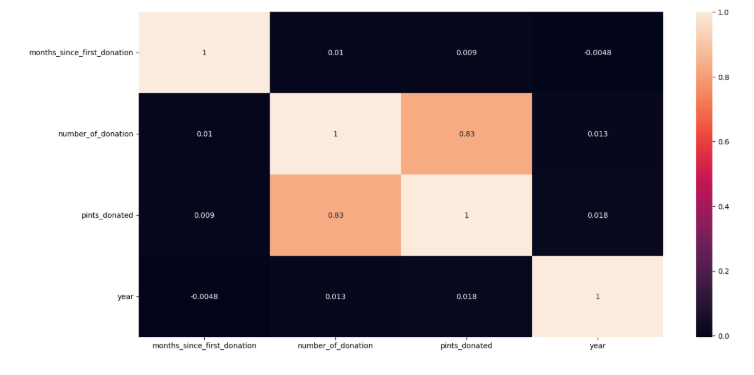 months_since_first_donation 1 0.01 0.009 -0.0048
number_of_donation 0.01 1 0.83 0.013
pints_donated 0.009 0.83 1 0.018
year -0.0048 0.013 0.018 1
months_since_first_donation number_of_donation pints_donated year
1.0
0.8
0.6
0.4
0.2
0.0